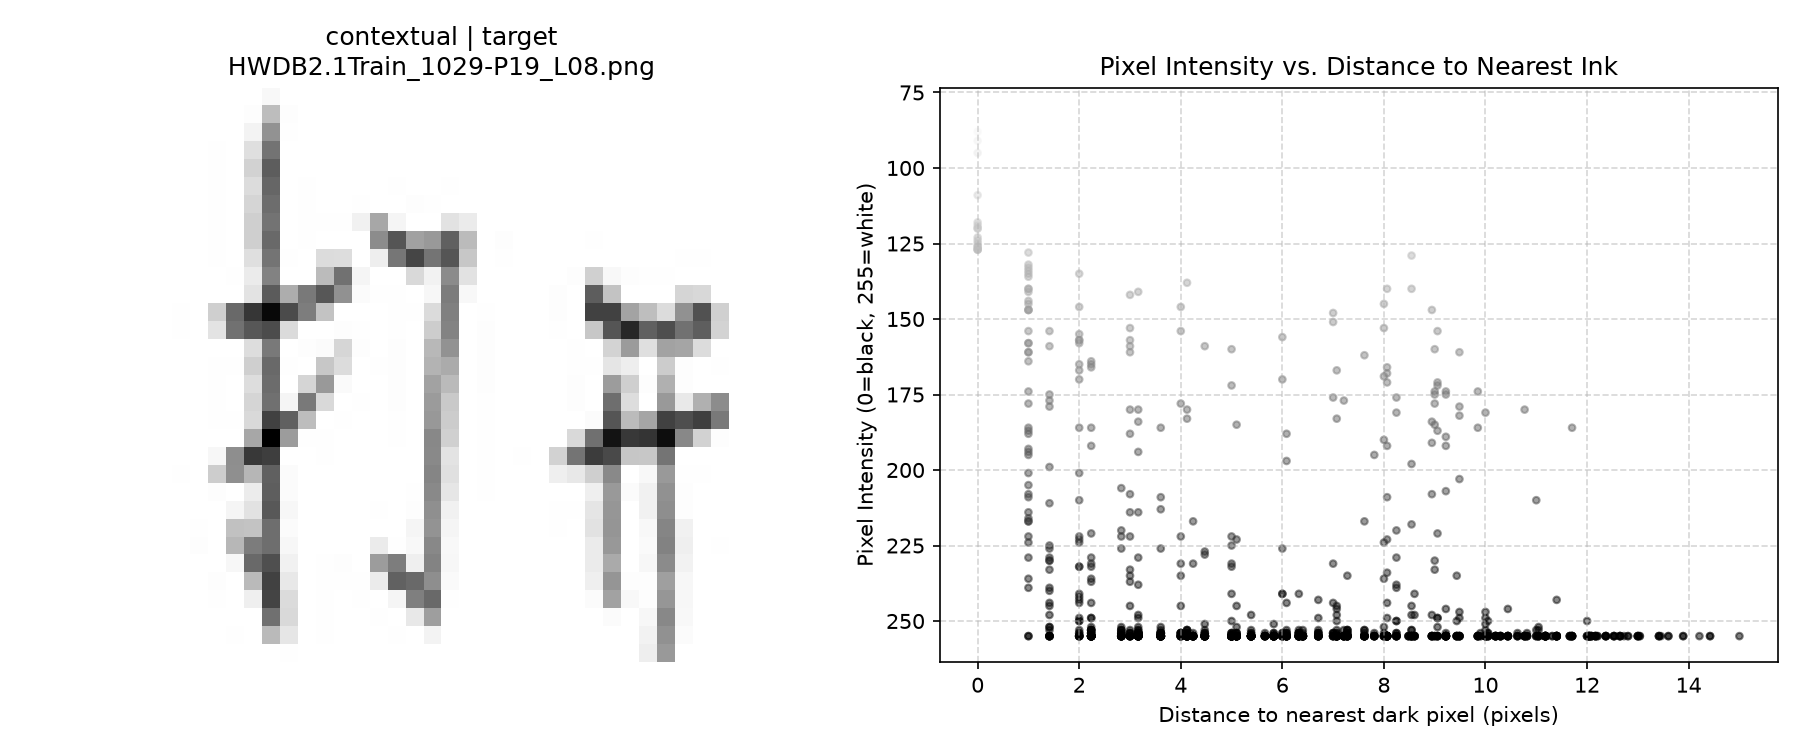 contextual | target
HWDB2.1Train_1029-P19_L08.png
打开
Pixel Intensity vs. Distance to Nearest Ink
Pixel Intensity (0=black, 255=white)
75
100
125
150
175
200
225
250
0 2 4 6 8 10 12 14
Distance to nearest dark pixel (pixels)